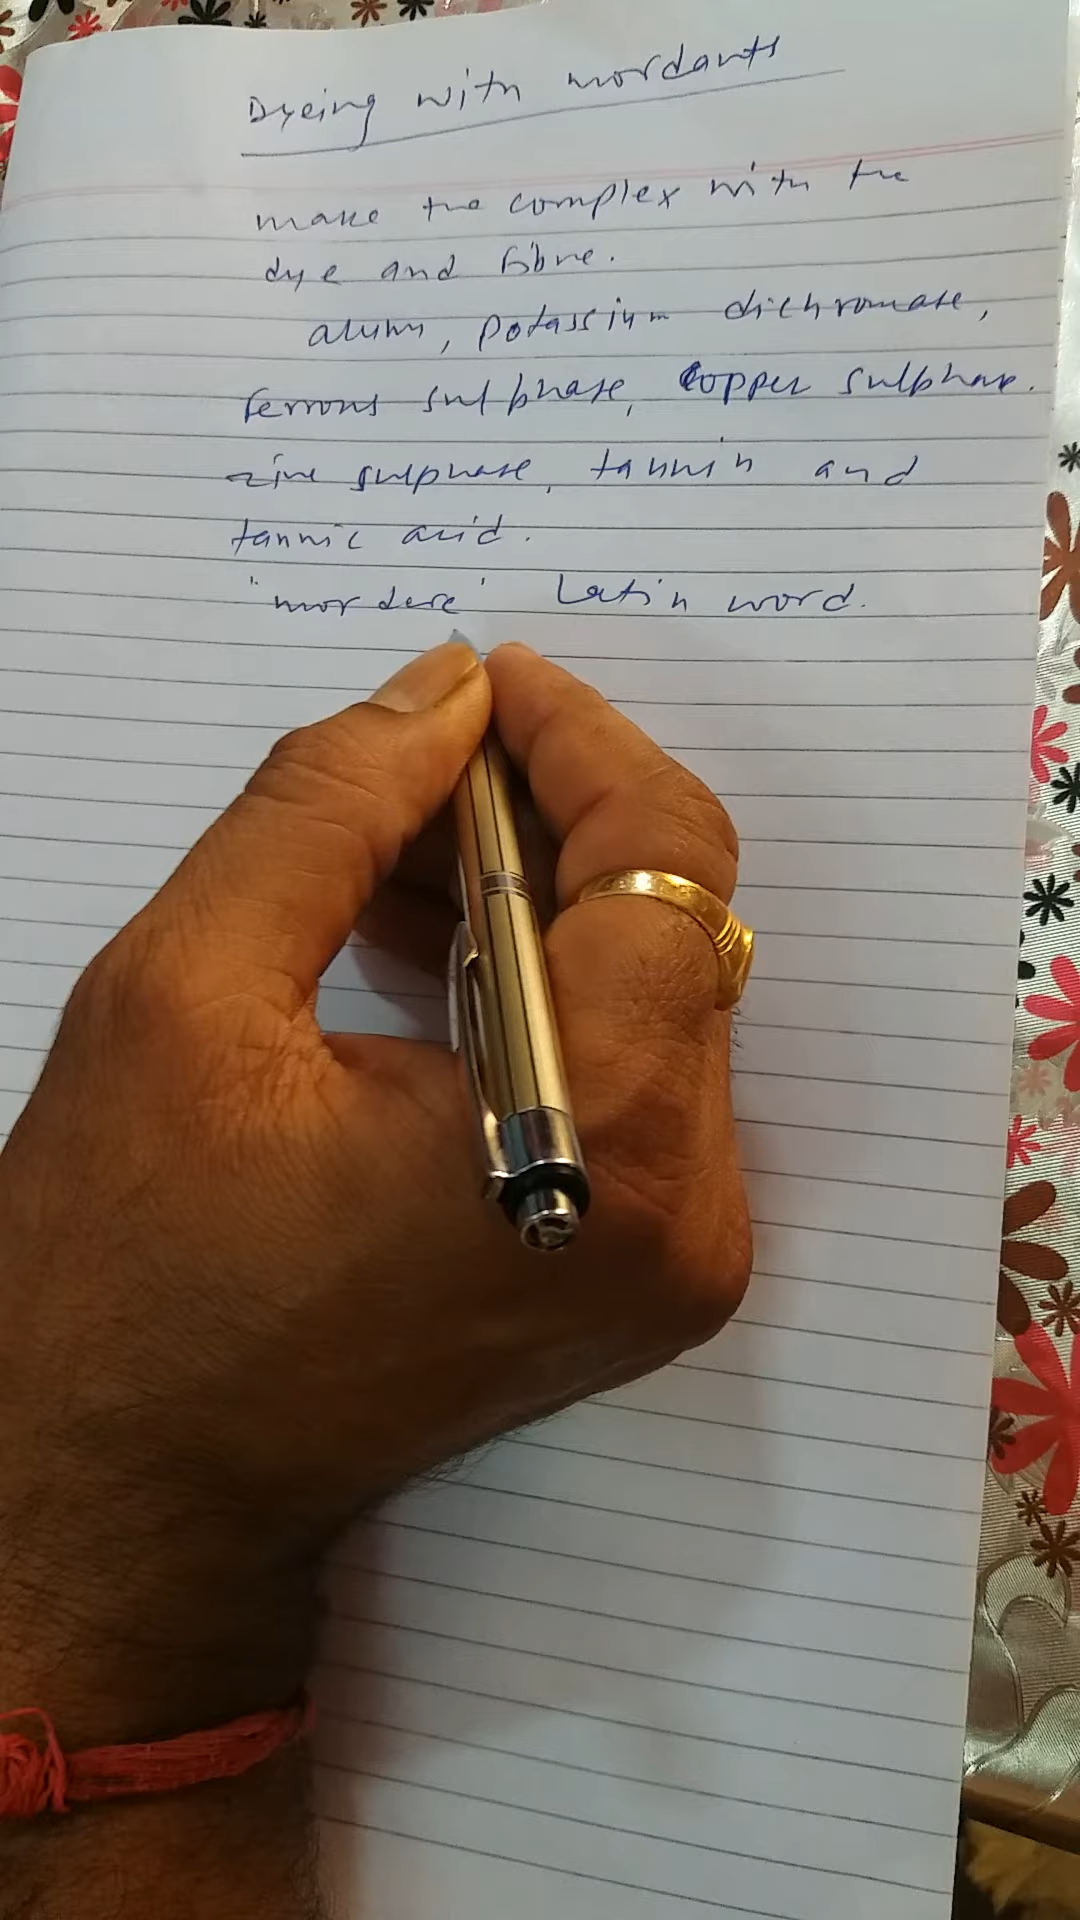 Dyeing with mordants
make the complex with the
dye and fibre.
alum, potassium dichromate,
ferrous sulphate, copper sulphate.
zinc sulphate, tannin and
tannic acid.
"mordere" Latin word.